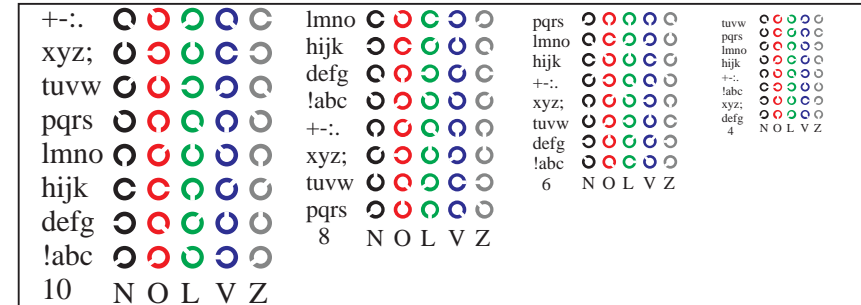 +-:.
xyz;
tuvw
pqrs
lmno
hijk
defg
!abc
10 N O L V Z
lmno
hijk
defg
!abc
+-:.
xyz;
tuvw
pqrs
8 N O L V Z
pqrs
lmno
hijk
+-:.
xyz;
tuvw
defg
!abc
6 N O L V Z
tuvw
pqrs
lmno
hijk
+-:.
!abc
xyz;
defg
4 N O L V Z